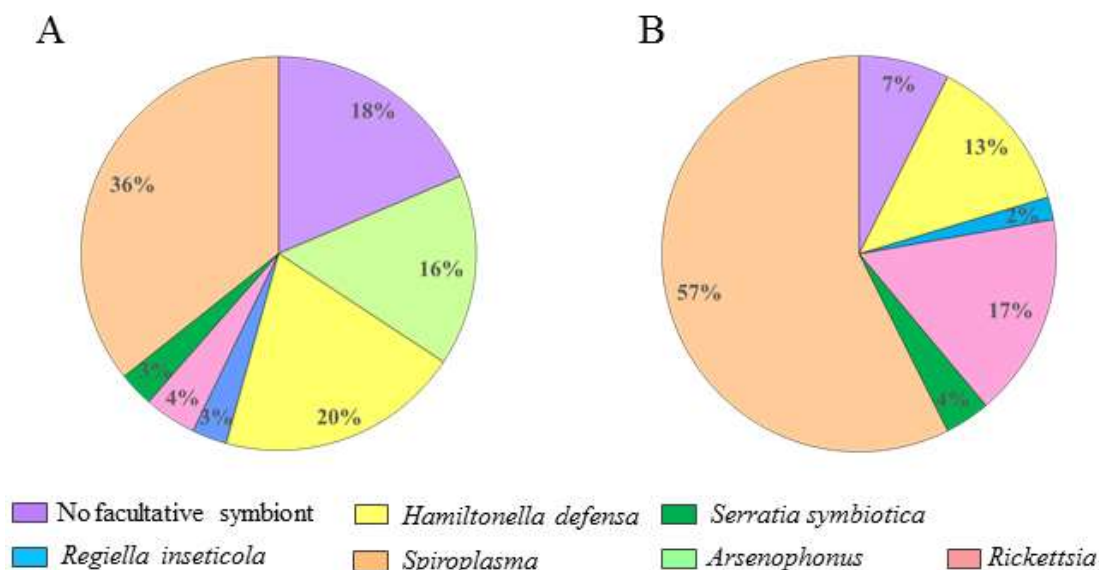 A
B
18%
16%
20%
3%
4%
3%
36%
7%
13%
2%
17%
4%
57%
No facultative symbiont
Hamiltonella defensa
Serratia symbiotica
Regiella inseticola
Spiroplasma
Arsenophonus
Rickettsia